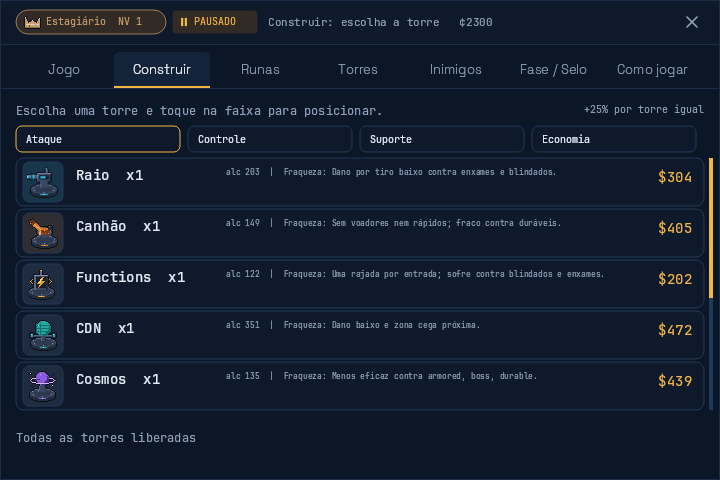 Estagiário NV 1 PAUSADO Construir: escolha a torre $2300
Jogo Construir Runas Torres Inimigos Fase / Selo Como jogar
Escolha uma torre e toque na faixa para posicionar. +25% por torre igual
Ataque Controle Suporte Economia
Raio x1 alc 203 | Fraqueza: Dano por tiro baixo contra enxames e blindados. $304
Canhão x1 alc 149 | Fraqueza: Sem voadores nem rápidos; fraco contra duráveis. $405
Functions x1 alc 122 | Fraqueza: Uma rajada por entrada; sofre contra blindados e enxames. $202
CDN x1 alc 351 | Fraqueza: Dano baixo e zona cega próxima. $472
Cosmos x1 alc 135 | Fraqueza: Menos eficaz contra armored, boss, durable. $439
Todas as torres liberadas